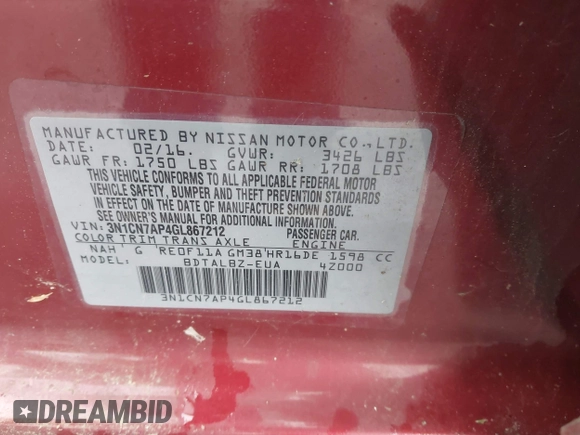 MANUFACTURED BY NISSAN MOTOR CO., LTD.
DATE: 02/16. GVWR: 3426 LBS
GAWR FR: 1750 LBS GAWR RR: 1708 LBS
THIS VEHICLE CONFORMS TO ALL APPLICABLE FEDERAL MOTOR
VEHICLE SAFETY, BUMPER AND THEFT PREVENTION STANDARDS
IN EFFECT ON THE DATE OF MANUFACTURE SHOWN ABOVE.
SEE OWNER'S MANUAL FOR ADDITIONAL INFORMATION.
VIN: 3N1CN7AP4GL867212 PASSENGER CAR.
COLOR TRIM TRANS AXLE ENGINE
NAH G RE0F11A GM38 HR16DE 1598 CC
MODEL: BDTALBZ-EUA 42000
3N1CN7AP4GL867212
DREAMBID